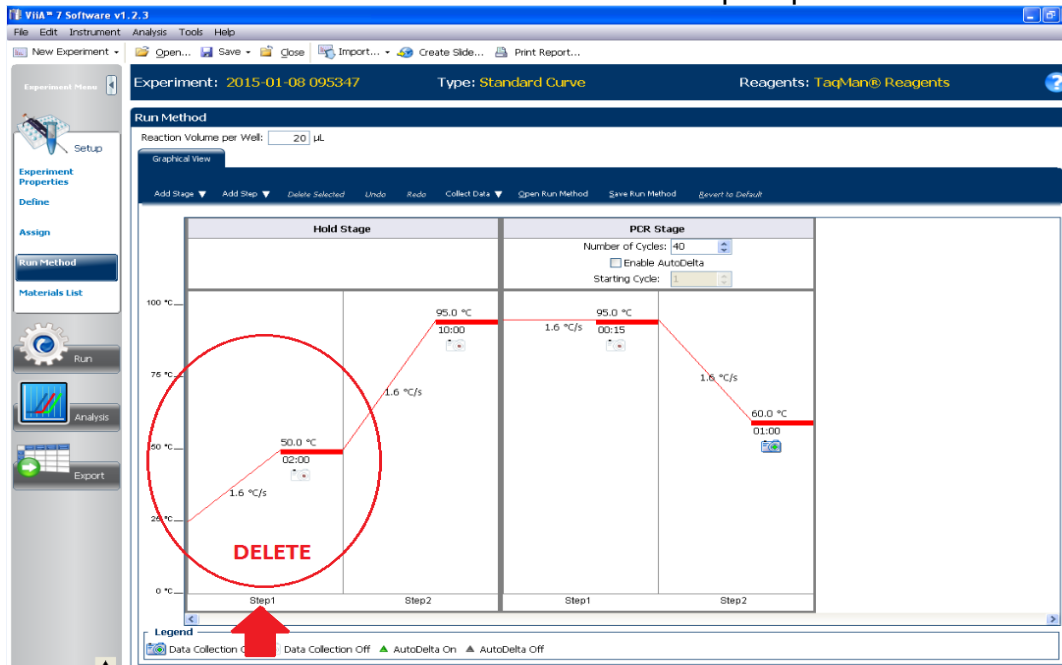 ViiA™ 7 Software v1.2.3
File Edit Instrument Analysis Tools Help
New Experiment Open... Save Close Import... Create Slide... Print Report...
Experiment Menu
Experiment: 2015-01-08 095347 Type: Standard Curve Reagents: TaqMan® Reagents
Setup
Experiment Properties
Define
Assign
Run Method
Materials List
Run
Analysis
Export
Run Method
Reaction Volume per Well: 20 µL
Graphical View
Add Stage Add Step Delete Selected Undo Redo Collect Data Open Run Method Save Run Method Revert to Default
Hold Stage PCR Stage
Number of Cycles: 40
Enable AutoDelta
Starting Cycle: 1
100 °C
95.0 °C 95.0 °C
10:00 1.6 °C/s 00:15
75 °C
1.6 °C/s 1.6 °C/s
60.0 °C
01:00
50 °C 50.0 °C
02:00
1.6 °C/s
25 °C
DELETE
0 °C
Step1 Step2 Step1 Step2
Legend
Data Collection Data Collection Off AutoDelta On AutoDelta Off